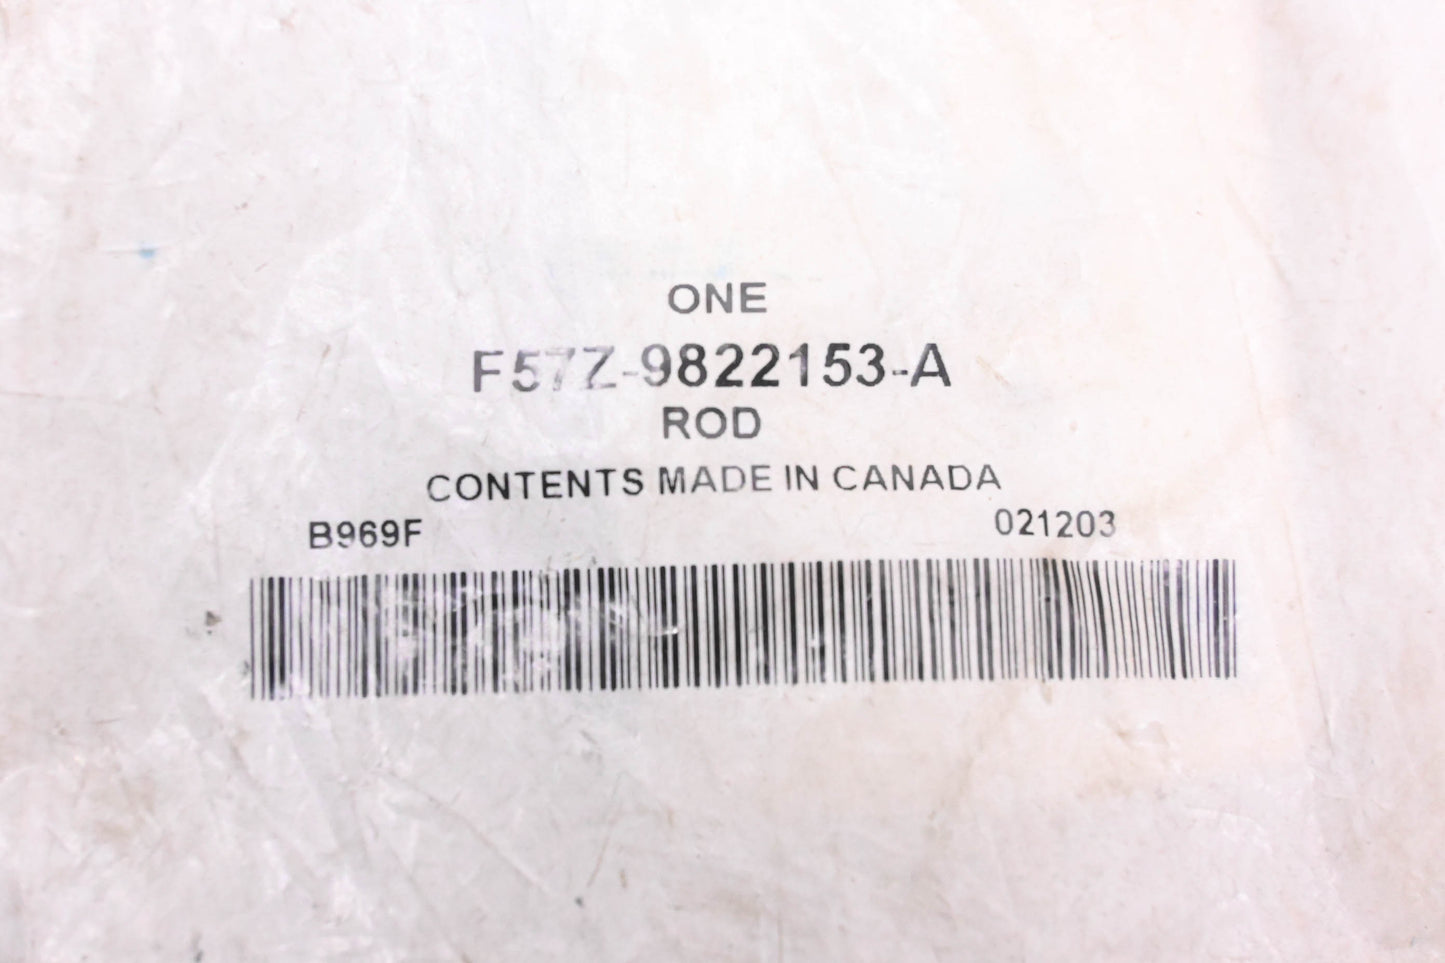 ONE
F57Z-9822153-A
ROD
CONTENTS MADE IN CANADA
B969F
021203